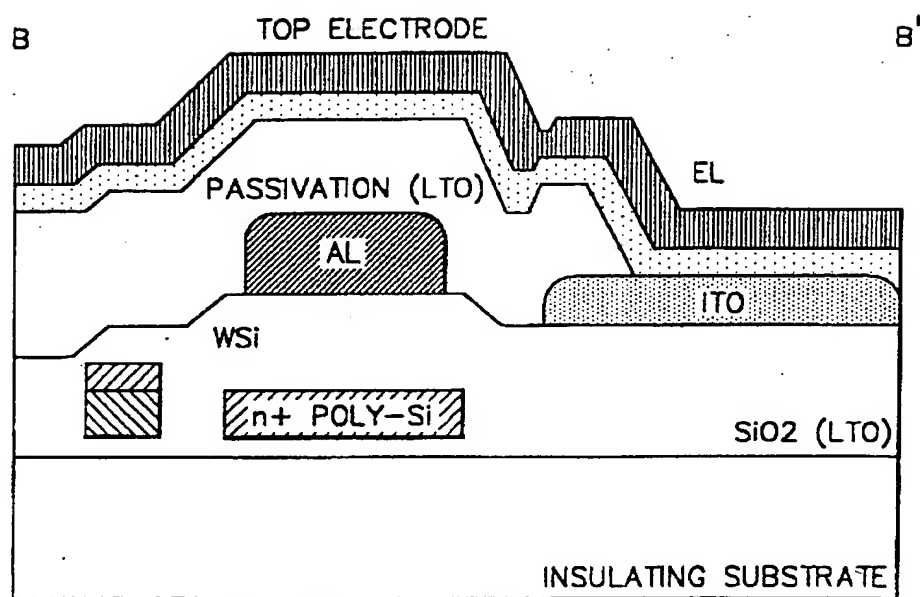 B
TOP ELECTRODE
B'
EL
PASSIVATION (LTO)
AL
ITO
WSi
n+ POLY-Si
SiO2 (LTO)
INSULATING SUBSTRATE